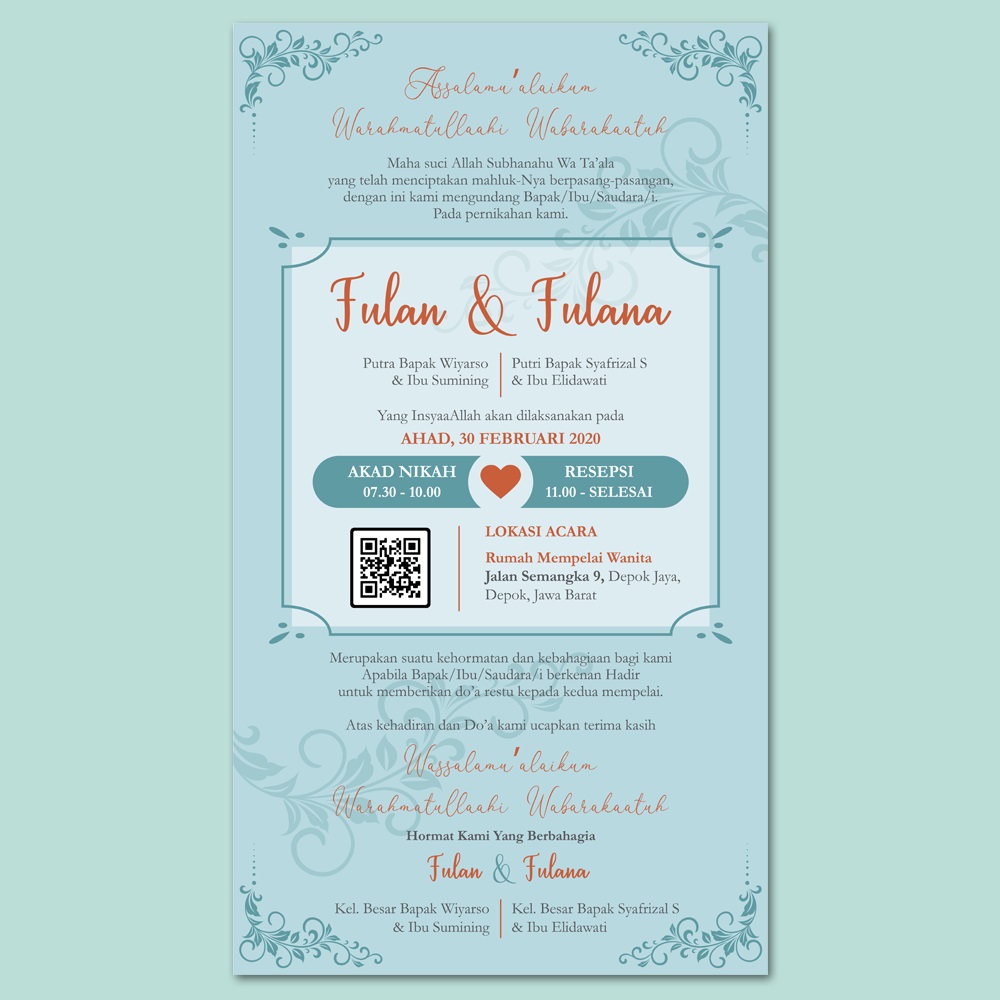 Assalamu'alaikum
Warahmatullaahi Wabarakaatuh
Maha suci Allah Subhanahu Wa Ta'ala
yang telah menciptakan mahluk-Nya berpasang-pasangan,
dengan ini kami mengundang Bapak/Ibu/Saudara/i.
Pada pernikahan kami.
Fulan & Fulana
Putra Bapak Wiyarso
& Ibu Sumining
Putri Bapak Syafrizal S
& Ibu Elidawati
Yang InsyaaAllah akan dilaksanakan pada
AHAD, 30 FEBRUARI 2020
AKAD NIKAH
07.30 - 10.00
RESEPSI
11.00 - SELESAI
LOKASI ACARA
Rumah Mempelai Wanita
Jalan Semangka 9, Depok Jaya,
Depok, Jawa Barat
Merupakan suatu kehormatan dan kebahagiaan bagi kami
Apabila Bapak/Ibu/Saudara/i berkenan Hadir
untuk memberikan do'a restu kepada kedua mempelai.
Atas kehadiran dan Do'a kami ucapkan terima kasih
Wassalamu'alaikum
Warahmatullaahi Wabarakaatuh
Hormat Kami Yang Berbahagia
Fulan & Fulana
Kel. Besar Bapak Wiyarso
& Ibu Sumining
Kel. Besar Bapak Syafrizal S
& Ibu Elidawati